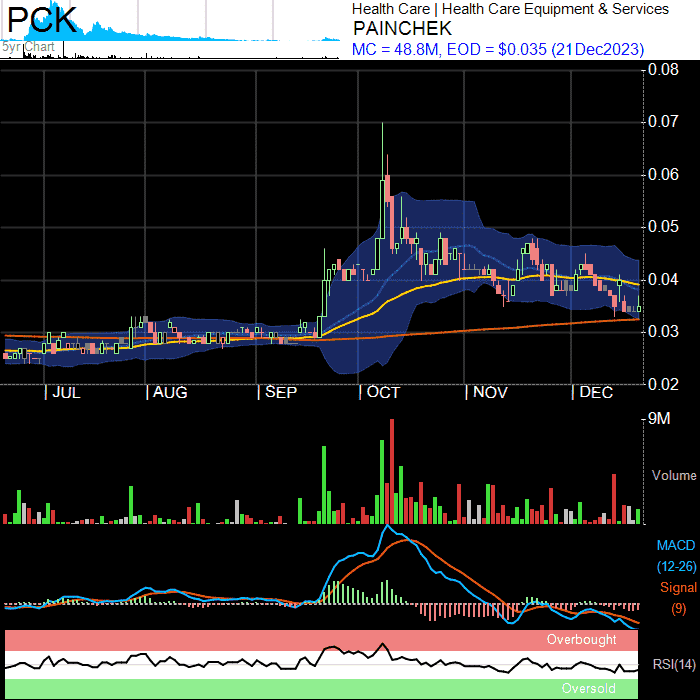 PCK
5yr Chart
Health Care | Health Care Equipment & Services
PAINCHEK
MC = 48.8M, EOD = $0.035 (21Dec2023)
0.08
0.07
0.06
0.05
0.04
0.03
0.02
JUL AUG SEP OCT NOV DEC
9M
Volume
MACD
(12-26)
Signal
(9)
Overbought
RSI(14)
Oversold